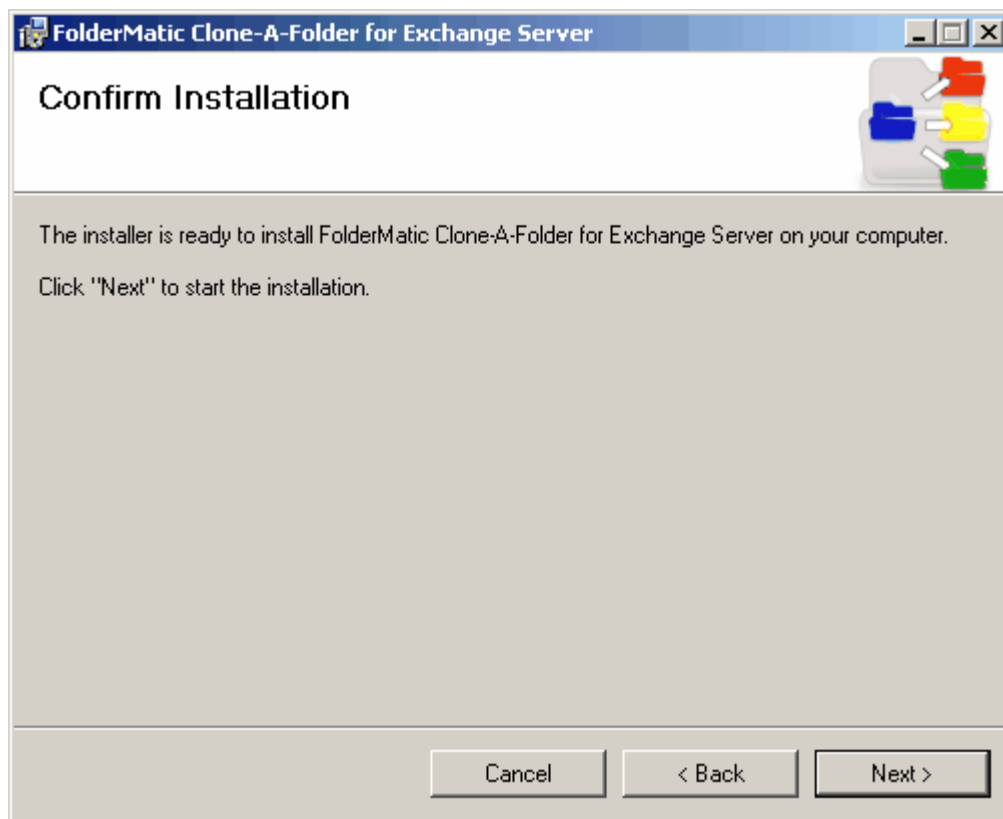 FolderMatic Clone-A-Folder for Exchange Server
Confirm Installation
The installer is ready to install FolderMatic Clone-A-Folder for Exchange Server on your computer.
Click "Next" to start the installation.
Cancel
< Back
Next >